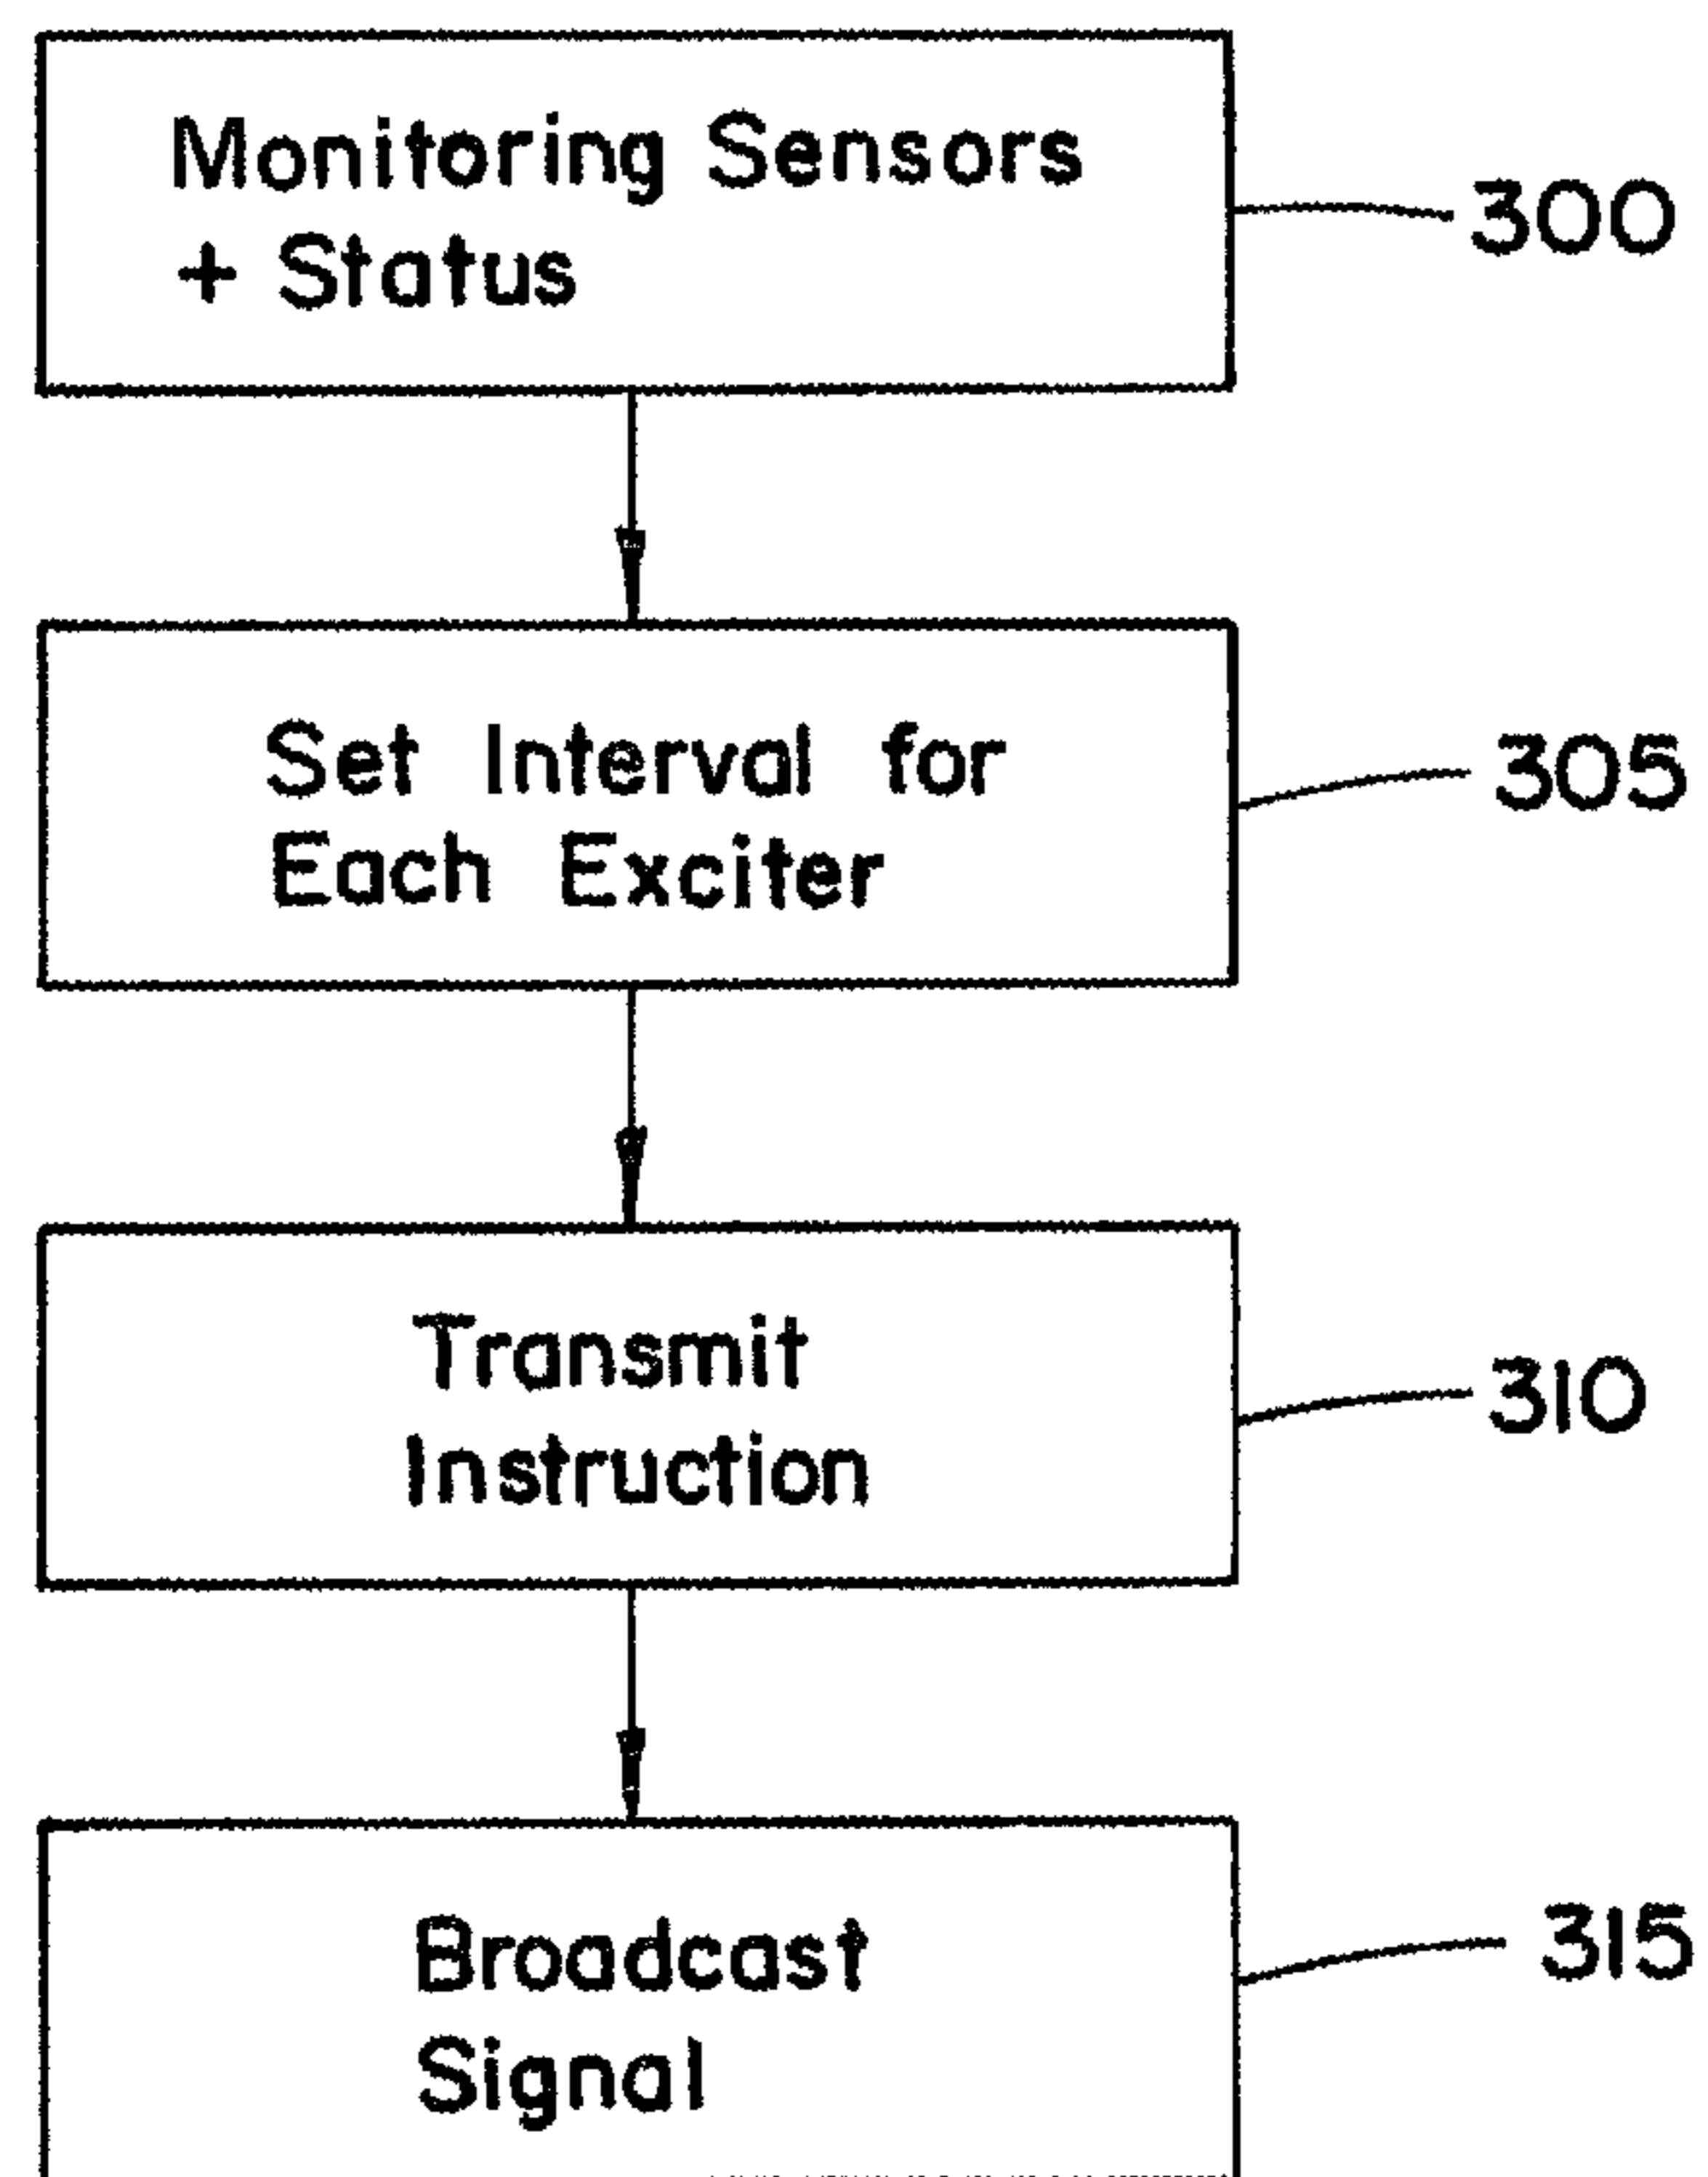 Monitoring Sensors
+ Status
300
Set Interval for
Each Exciter
305
Transmit
Instruction
310
Broadcast
Signal
315